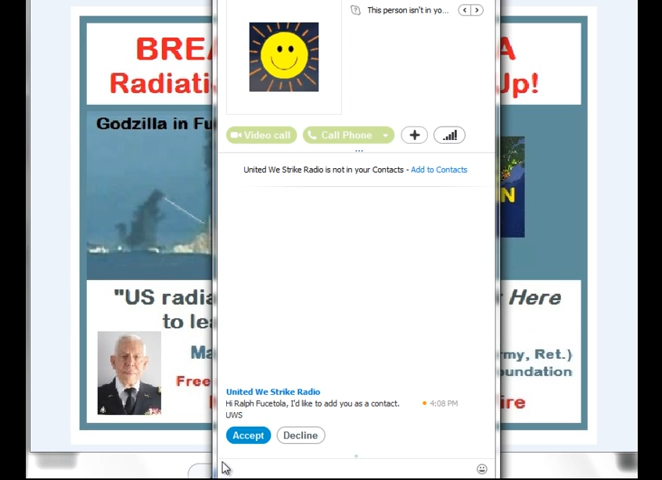 This person isn't in yo...
BREA A
Radiati Jp!
Godzilla in Fu
N
Video call
Call Phone
United We Strike Radio is not in your Contacts - Add to Contacts
"US radia Here
to lea
Ma my, Ret.)
oundation
Free ire
United We Strike Radio
Hi Ralph Fucetola, I'd like to add you as a contact. 4:08 PM
UWS
Accept Decline